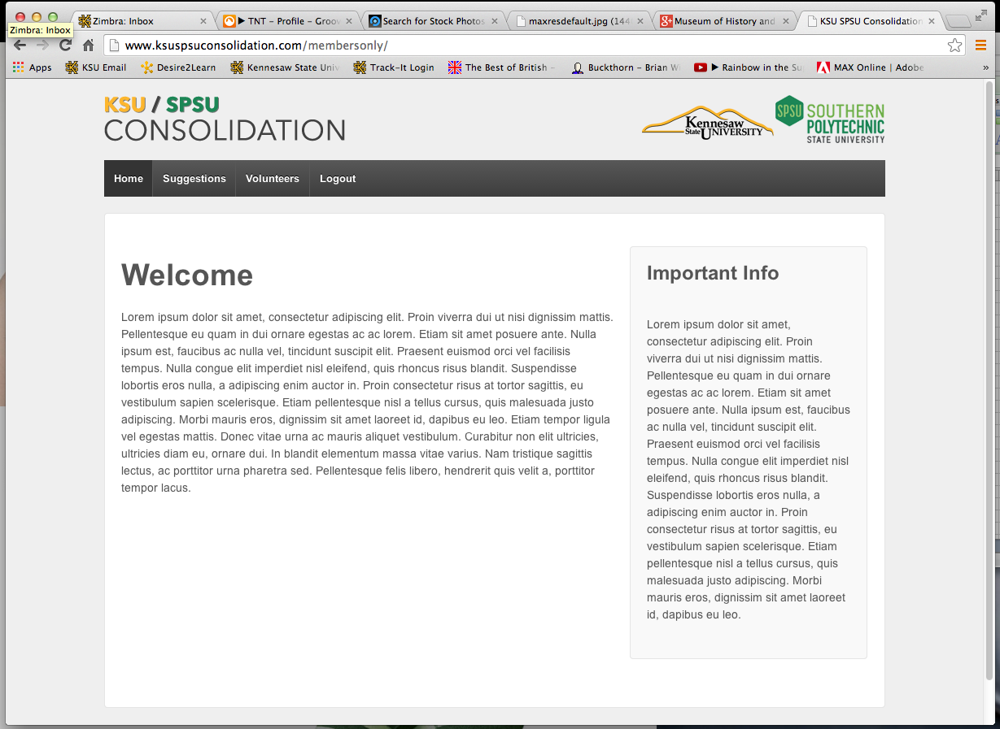 Zimbra: Inbox
▶ TNT – Profile – Groov
Search for Stock Photos
maxresdefault.jpg (144
Museum of History and
KSU SPSU Consolidation
Zimbra: Inbox
www.ksuspsuconsolidation.com/membersonly/
Apps
KSU Email
Desire2Learn
Kennesaw State Univ
Track-It Login
The Best of British –
Buckthorn – Brian W
▶ Rainbow in the Su
MAX Online | Adobe
»
KSU / SPSU
CONSOLIDATION
Kennesaw
State UNIVERSITY
SPSU
SOUTHERN
POLYTECHNIC
STATE UNIVERSITY
Home
Suggestions
Volunteers
Logout
Welcome
Lorem ipsum dolor sit amet, consectetur adipiscing elit. Proin viverra dui ut nisi dignissim mattis.
Pellentesque eu quam in dui ornare egestas ac ac lorem. Etiam sit amet posuere ante. Nulla
ipsum est, faucibus ac nulla vel, tincidunt suscipit elit. Praesent euismod orci vel facilisis
tempus. Nulla congue elit imperdiet nisl eleifend, quis rhoncus risus blandit. Suspendisse
lobortis eros nulla, a adipiscing enim auctor in. Proin consectetur risus at tortor sagittis, eu
vestibulum sapien scelerisque. Etiam pellentesque nisl a tellus cursus, quis malesuada justo
adipiscing. Morbi mauris eros, dignissim sit amet laoreet id, dapibus eu leo. Etiam tempor ligula
vel egestas mattis. Donec vitae urna ac mauris aliquet vestibulum. Curabitur non elit ultricies,
ultricies diam eu, ornare dui. In blandit elementum massa vitae varius. Nam tristique sagittis
lectus, ac porttitor urna pharetra sed. Pellentesque felis libero, hendrerit quis velit a, porttitor
tempor lacus.
Important Info
Lorem ipsum dolor sit amet,
consectetur adipiscing elit. Proin
viverra dui ut nisi dignissim mattis.
Pellentesque eu quam in dui ornare
egestas ac ac lorem. Etiam sit amet
posuere ante. Nulla ipsum est, faucibus
ac nulla vel, tincidunt suscipit elit.
Praesent euismod orci vel facilisis
tempus. Nulla congue elit imperdiet nisl
eleifend, quis rhoncus risus blandit.
Suspendisse lobortis eros nulla, a
adipiscing enim auctor in. Proin
consectetur risus at tortor sagittis, eu
vestibulum sapien scelerisque. Etiam
pellentesque nisl a tellus cursus, quis
malesuada justo adipiscing. Morbi
mauris eros, dignissim sit amet laoreet
id, dapibus eu leo.